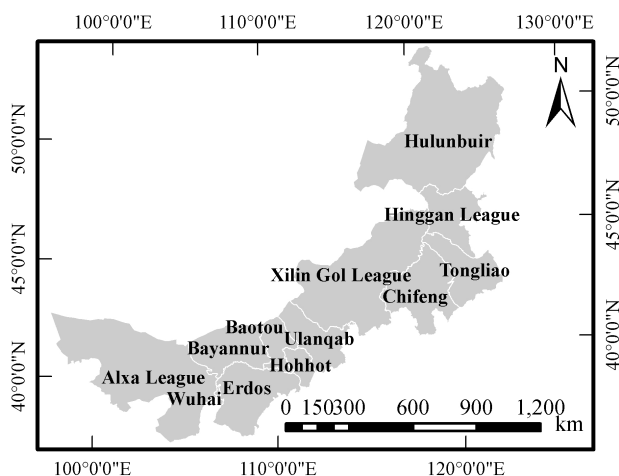 100°0'0"E 110°0'0"E 120°0'0"E 130°0'0"E
N
50°0'0"N
50°0'0"N
Hulunbuir
Hinggan League
45°0'0"N
45°0'0"N
Xilin Gol League
Tongliao
Chifeng
Baotou
Ulanqab
Bayannur
40°0'0"N
Hohhot
40°0'0"N
Alxa League
Erdos
Wuhai
0 150300 600 900 1,200
km
100°0'0"E 110°0'0"E 120°0'0"E